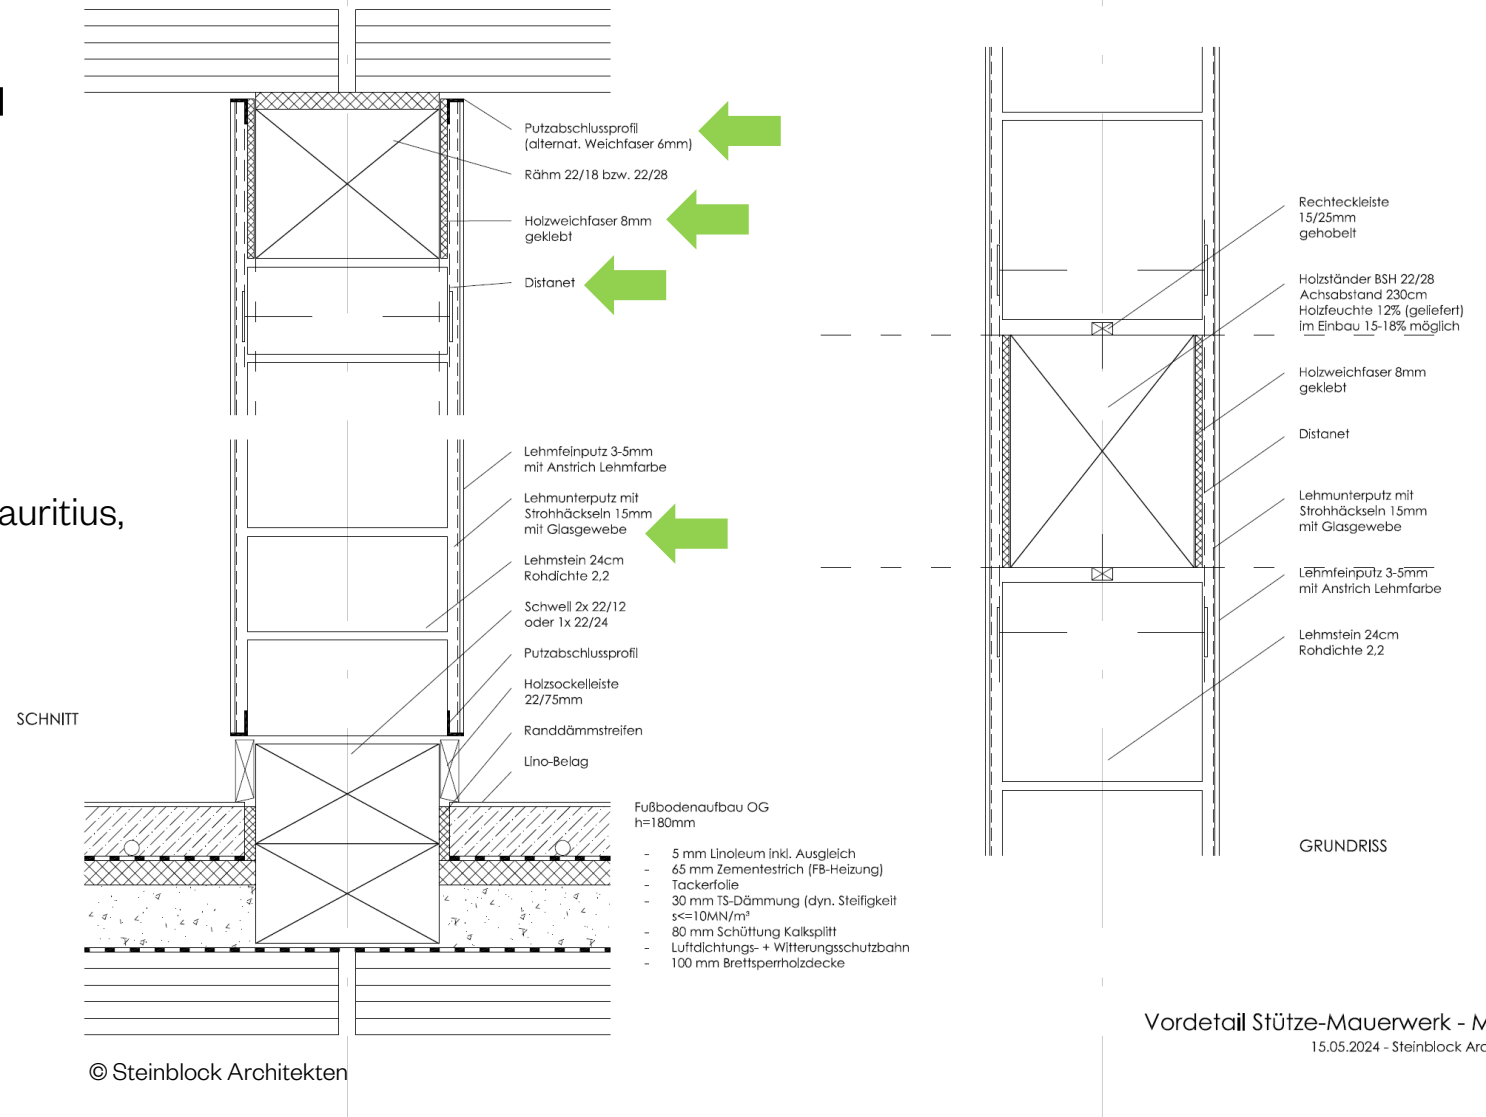 auritius,
SCHNITT
Putzabschlussprofil
(alternat. Weichfaser 6mm)
Rähm 22/18 bzw. 22/28
Holzweichfaser 8mm
geklebt
Distanet
Lehmfeinputz 3-5mm
mit Anstrich Lehmfarbe
Lehmunterputz mit
Strohhäckseln 15mm
mit Glasgewebe
Lehmstein 24cm
Rohdichte 2,2
Schwell 2x 22/12
oder 1x 22/24
Putzabschlussprofil
Holzsockelleiste
22/75mm
Randdämmstreifen
Lino-Belag
Fußbodenaufbau OG
h=180mm
- 5 mm Linoleum inkl. Ausgleich
- 65 mm Zementestrich (FB-Heizung)
- Tackerfolie
- 30 mm TS-Dämmung (dyn. Steifigkeit
s<=10MN/m³
- 80 mm Schüttung Kalksplitt
- Luftdichtungs- + Witterungsschutzbahn
- 100 mm Brettsperrholzdecke
Rechteckleiste
15/25mm
gehobelt
Holzständer BSH 22/28
Achsabstand 230cm
Holzfeuchte 12% (geliefert)
im Einbau 15-18% möglich
Holzweichfaser 8mm
geklebt
Distanet
Lehmunterputz mit
Strohhäckseln 15mm
mit Glasgewebe
Lehmfeinputz 3-5mm
mit Anstrich Lehmfarbe
Lehmstein 24cm
Rohdichte 2,2
GRUNDRISS
Vordetail Stütze-Mauerwerk - M
15.05.2024 - Steinblock Arc
© Steinblock Architekten